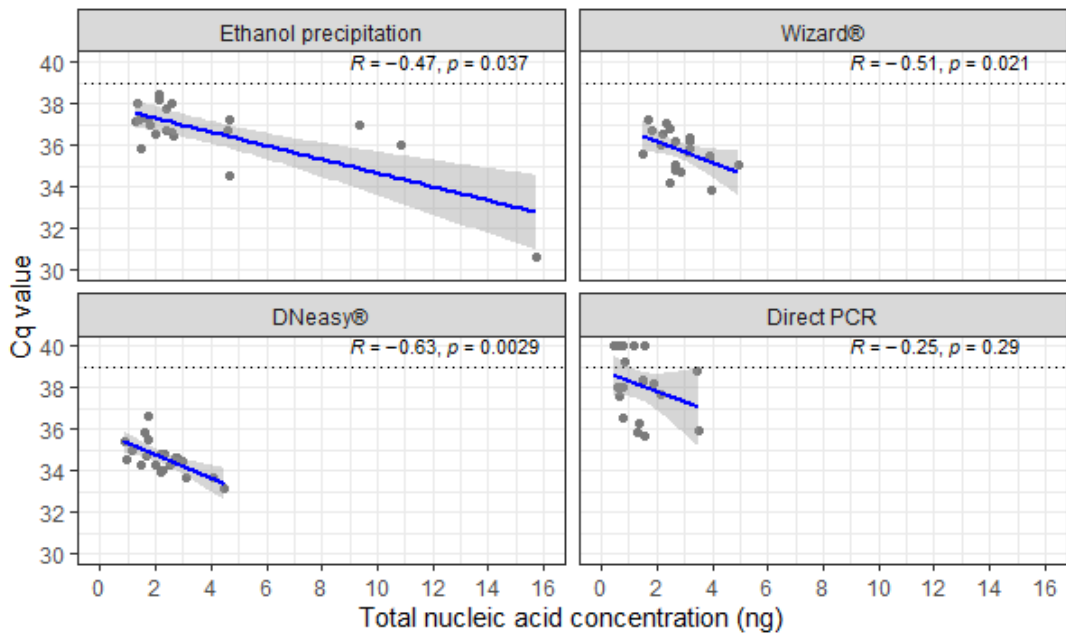 Ethanol precipitation
Wizard®
R = −0.47, p = 0.037
R = −0.51, p = 0.021
40
38
36
34
32
30
DNeasy®
Direct PCR
R = −0.63, p = 0.0029
R = −0.25, p = 0.29
40
38
36
34
32
30
Cq value
0 2 4 6 8 10 12 14 16
0 2 4 6 8 10 12 14 16
Total nucleic acid concentration (ng)